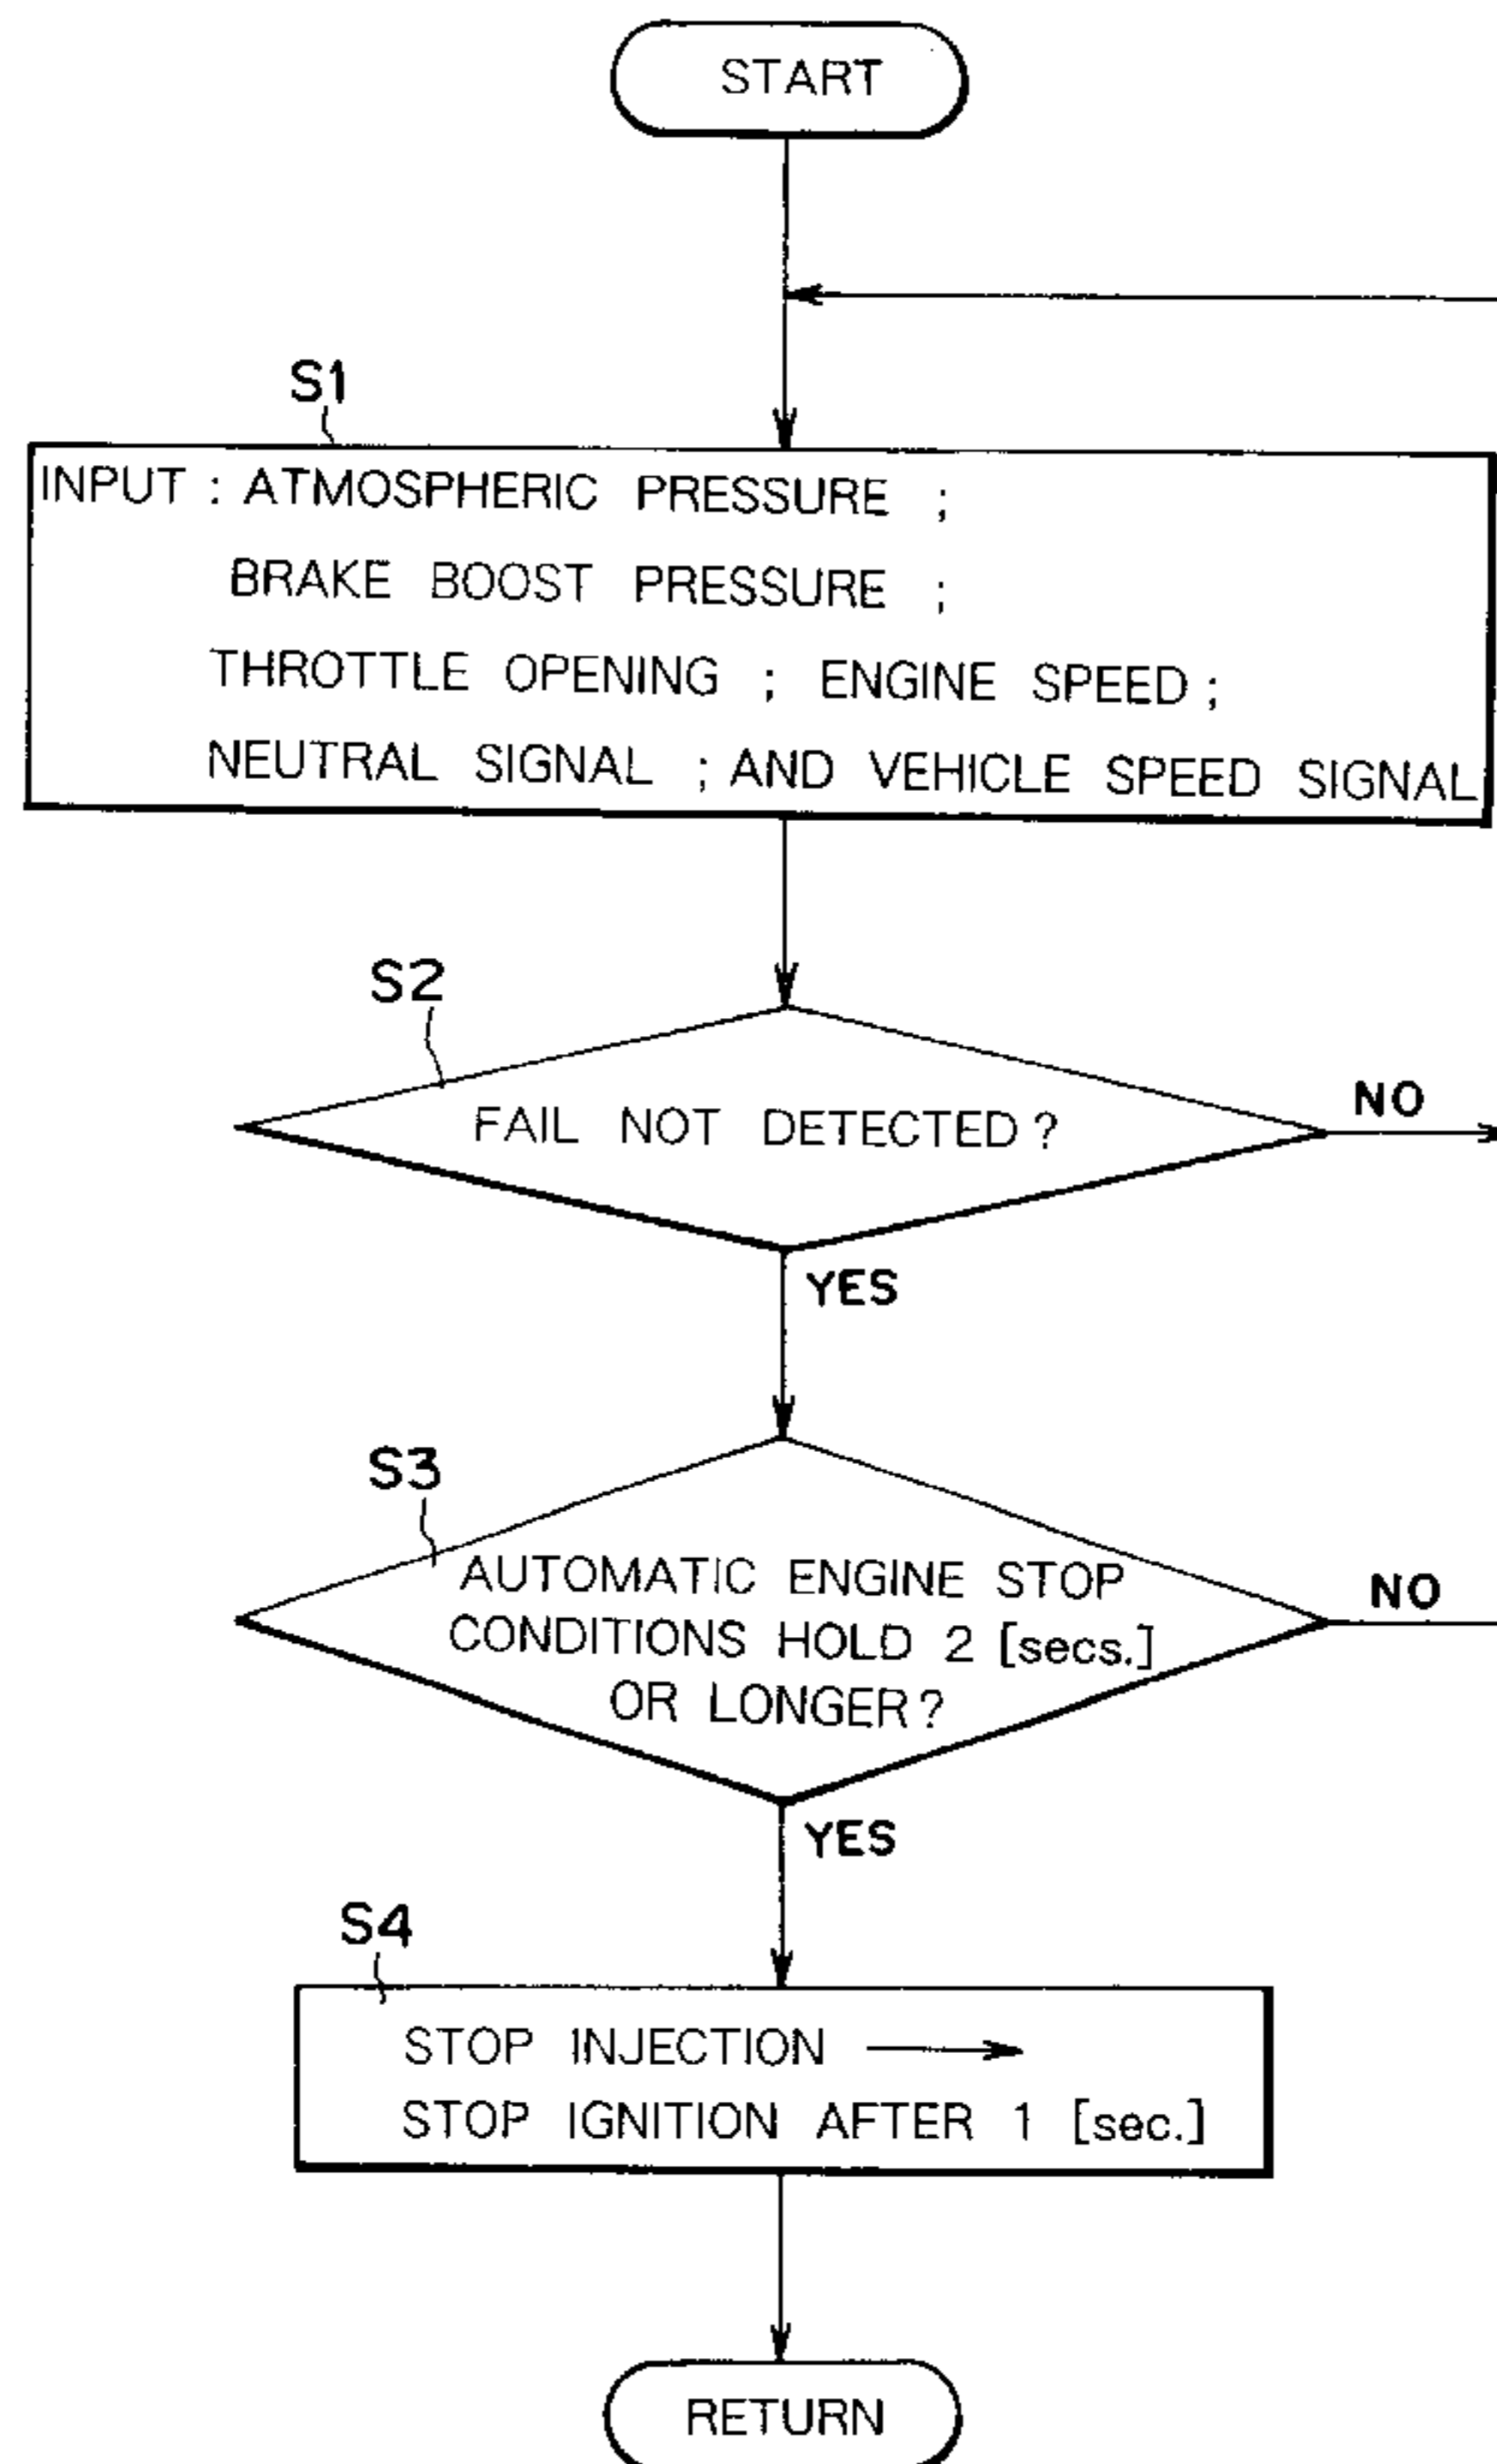 START
S1
INPUT : ATMOSPHERIC PRESSURE ;
BRAKE BOOST PRESSURE ;
THROTTLE OPENING ; ENGINE SPEED ;
NEUTRAL SIGNAL ; AND VEHICLE SPEED SIGNAL
S2
FAIL NOT DETECTED ?
NO
YES
S3
AUTOMATIC ENGINE STOP
CONDITIONS HOLD 2 [secs.]
OR LONGER ?
NO
YES
S4
STOP INJECTION →
STOP IGNITION AFTER 1 [sec.]
RETURN